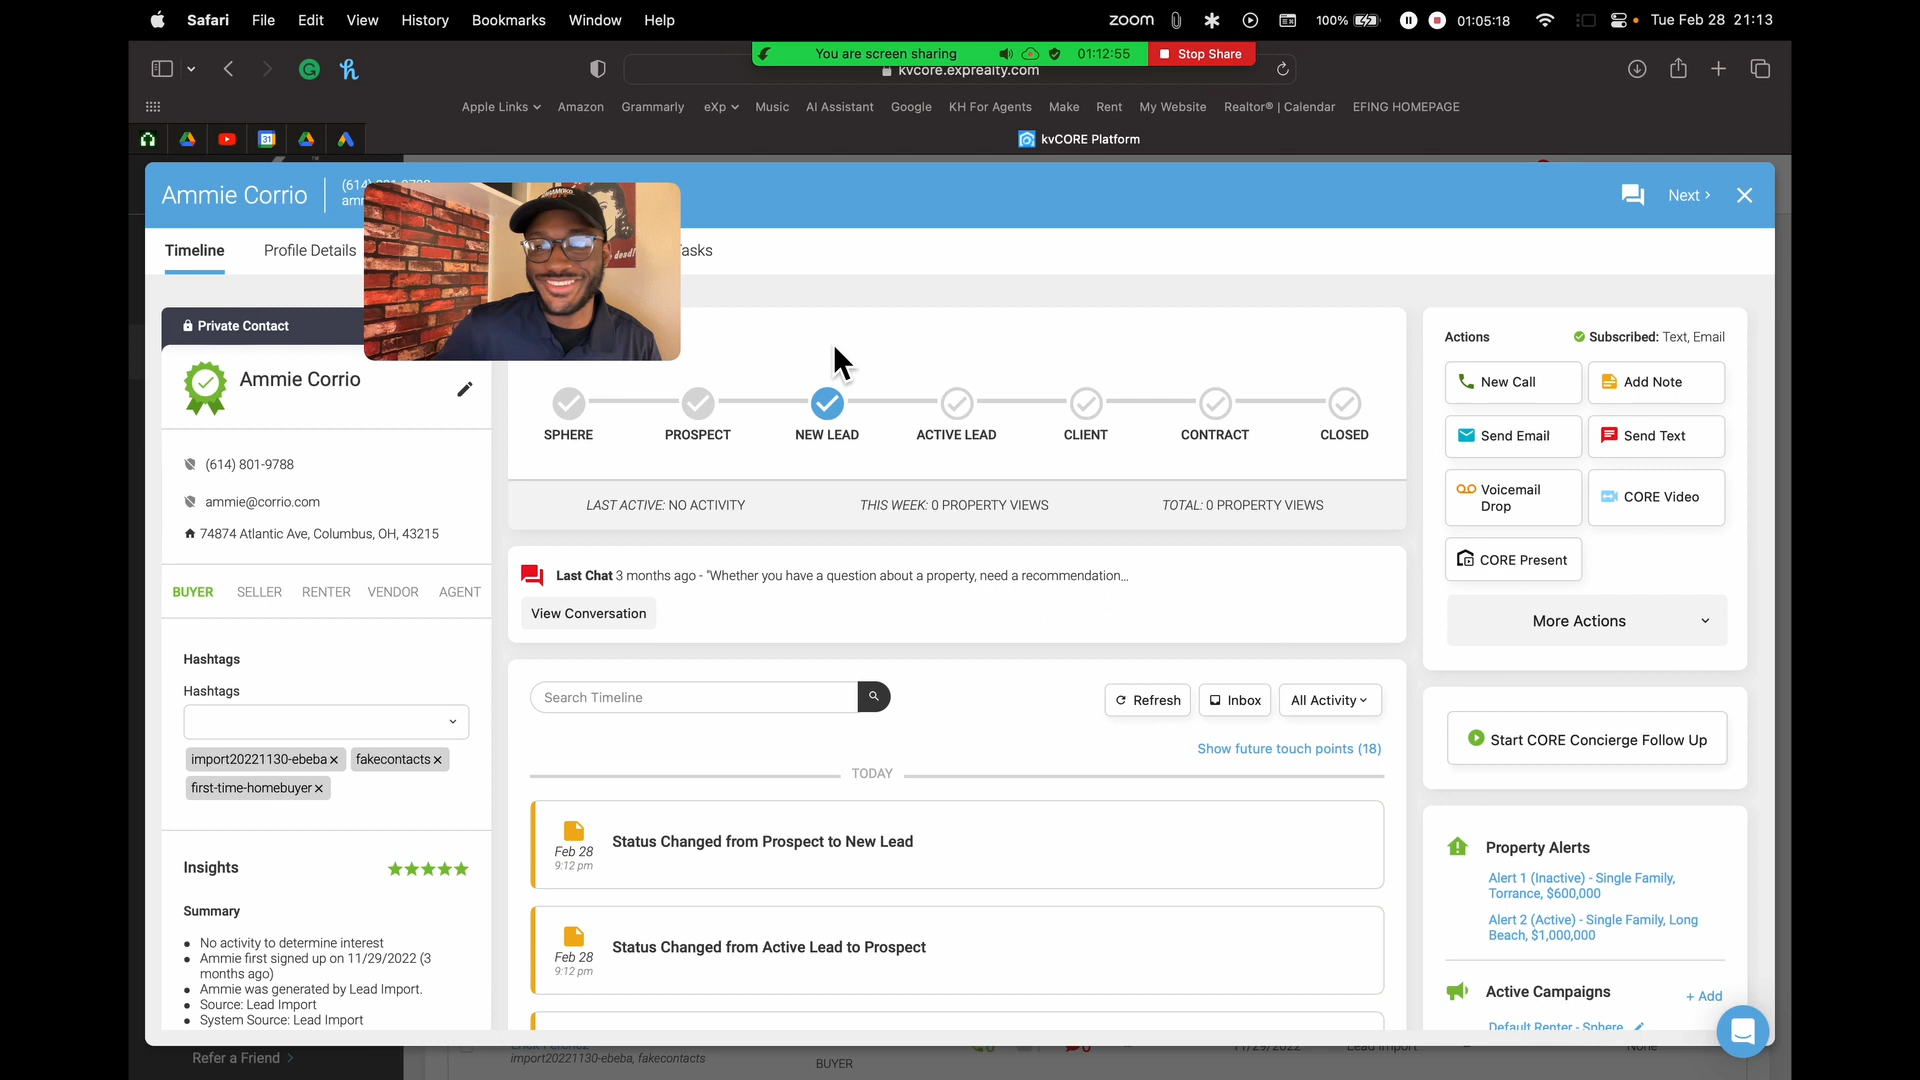 Safari File Edit View History Bookmarks Window Help
zoom 100% 01:05:18 Tue Feb 28 21:13
You are screen sharing 01:12:55 Stop Share
kvcore.exprealty.com
Apple Links Amazon Grammarly eXp Music AI Assistant Google KH For Agents Make Rent My Website Realtor® | Calendar EFING HOMEPAGE
31
kvCORE Platform
Ammie Corrio
Next >
Timeline Profile Details
dead!
Private Contact
Ammie Corrio
(614) 801-9788
ammie@corrio.com
74874 Atlantic Ave, Columbus, OH, 43215
BUYER SELLER RENTER VENDOR AGENT
Hashtags
Hashtags
import20221130-ebeba × fakecontacts ×
first-time-homebuyer ×
Insights
Summary
No activity to determine interest
Ammie first signed up on 11/29/2022 (3
months ago)
Ammie was generated by Lead Import.
Source: Lead Import
System Source: Lead Import
SPHERE PROSPECT NEW LEAD ACTIVE LEAD CLIENT CONTRACT CLOSED
LAST ACTIVE: NO ACTIVITY THIS WEEK: 0 PROPERTY VIEWS TOTAL: 0 PROPERTY VIEWS
Last Chat 3 months ago - "Whether you have a question about a property, need a recommendation...
View Conversation
Search Timeline
Refresh Inbox All Activity
Show future touch points (18)
TODAY
Feb 28
9:12 pm
Status Changed from Prospect to New Lead
Feb 28
9:12 pm
Status Changed from Active Lead to Prospect
Actions Subscribed: Text, Email
New Call Add Note
Send Email Send Text
Voicemail
Drop
CORE Video
CORE Present
More Actions
Start CORE Concierge Follow Up
Property Alerts
Alert 1 (Inactive) - Single Family,
Torrance, $600,000
Alert 2 (Active) - Single Family, Long
Beach, $1,000,000
Active Campaigns + Add
Default Renter - Sphere
Refer a Friend >
import20221130-ebeba, fakecontacts
BUYER
11/29/2022 Lead Import None